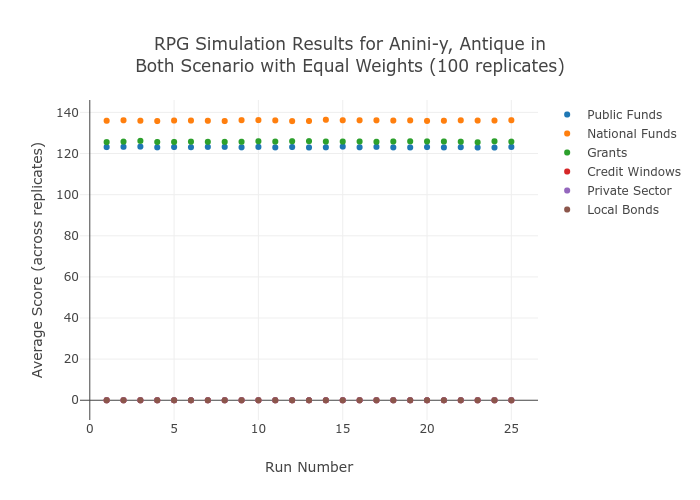 RPG Simulation Results for Anini-y, Antique in
Both Scenario with Equal Weights (100 replicates)
Average Score (across replicates)
140
120
100
80
60
40
20
0
0
5
10
15
20
25
Run Number
Public Funds
National Funds
Grants
Credit Windows
Private Sector
Local Bonds